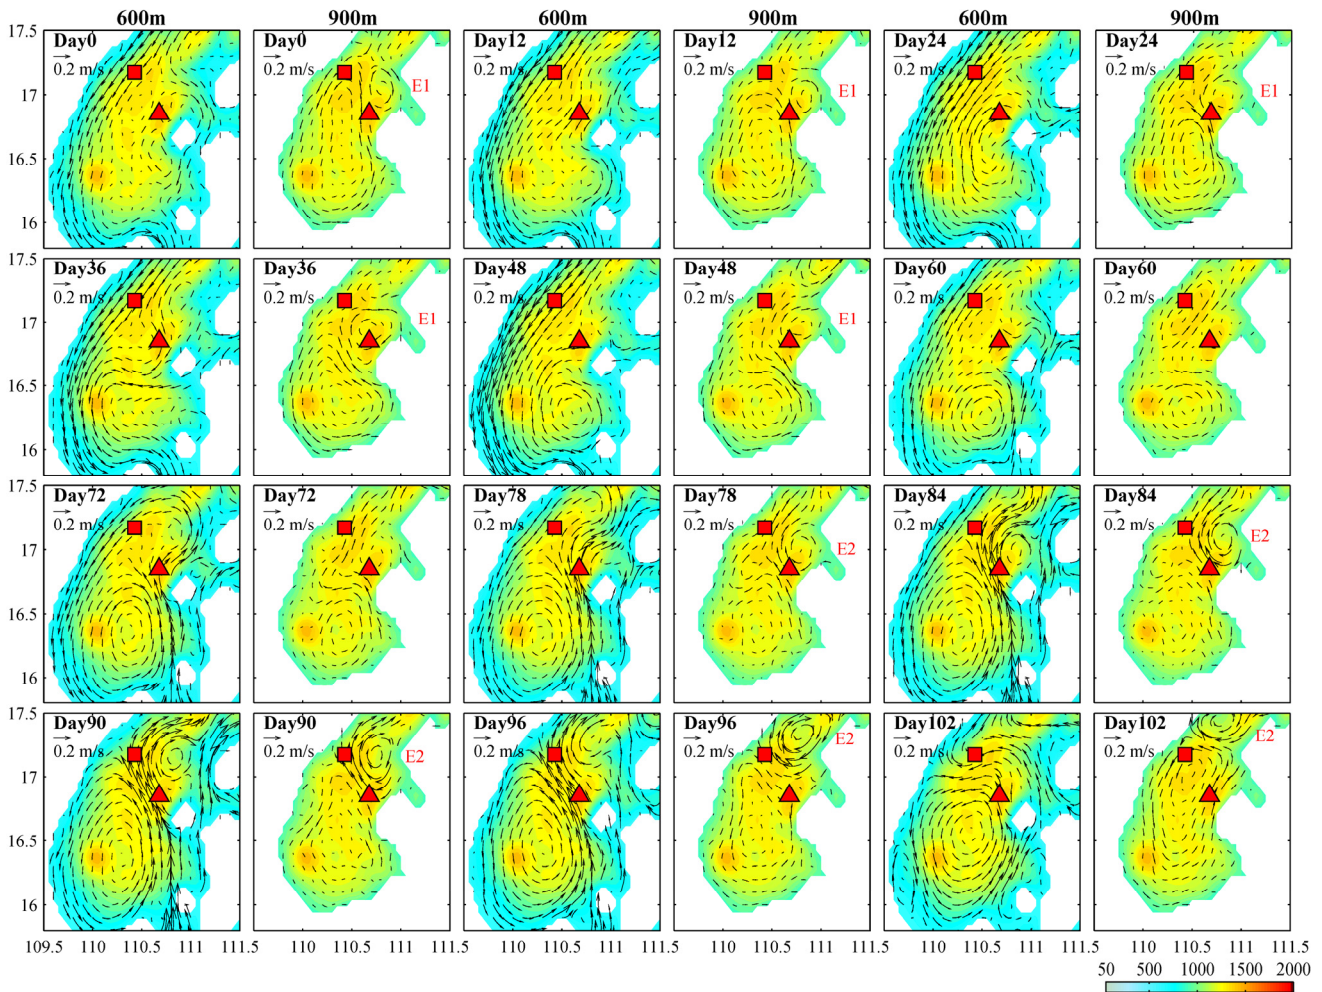 600m 900m 600m 900m 600m 900m
17.5 Day0 Day0 Day12 Day12 Day24 Day24
0.2 m/s 0.2 m/s 0.2 m/s 0.2 m/s 0.2 m/s 0.2 m/s
17 E1 E1 E1
16.5
16
17.5 Day36 Day36 Day48 Day48 Day60 Day60
0.2 m/s 0.2 m/s 0.2 m/s 0.2 m/s 0.2 m/s 0.2 m/s
17 E1 E1
16.5
16
17.5 Day72 Day72 Day78 Day78 Day84 Day84
0.2 m/s 0.2 m/s 0.2 m/s 0.2 m/s 0.2 m/s 0.2 m/s
17 E2 E2
16.5
16
17.5 Day90 Day90 Day96 Day96 Day102 Day102
0.2 m/s 0.2 m/s 0.2 m/s 0.2 m/s 0.2 m/s 0.2 m/s
17 E2 E2 E2
16.5
16
109.5 110 110.5 111 111.5 110 110.5 111 111.5 110 110.5 111 111.5 110 110.5 111 111.5 110 110.5 111 111.5 110 110.5 111 111.5
50 500 1000 1500 2000